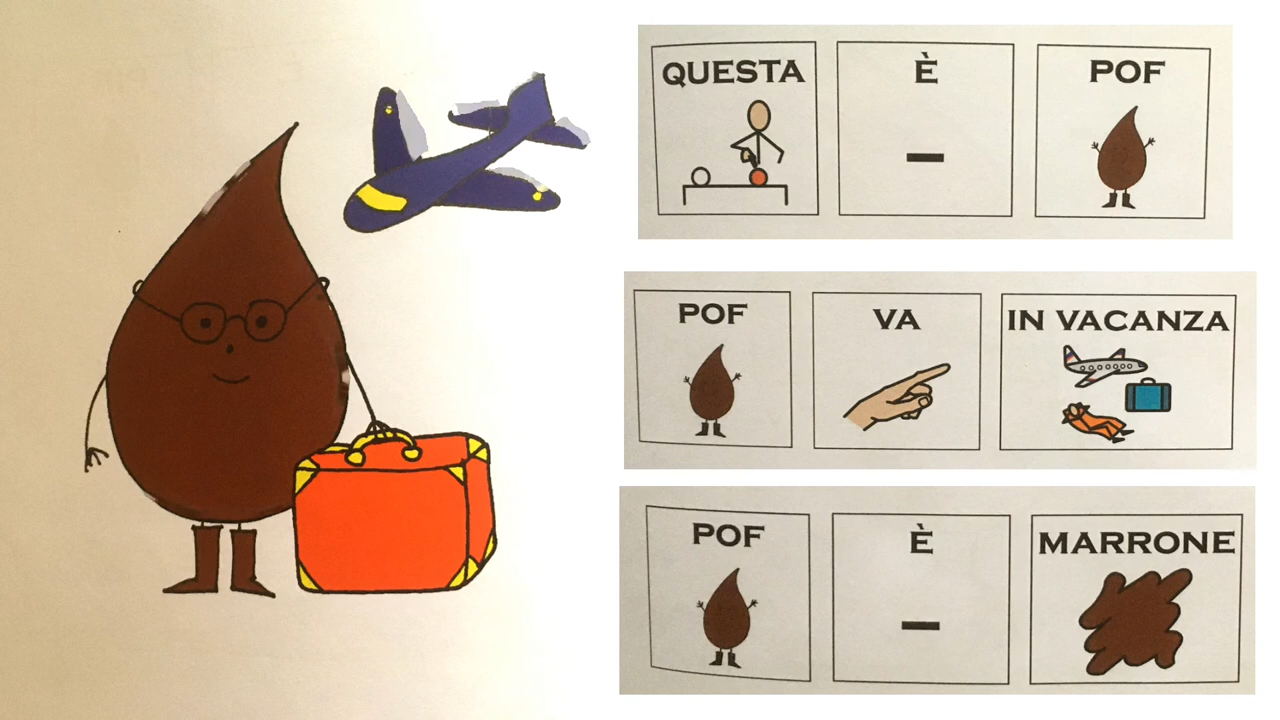 QUESTA È POF
POF VA IN VACANZA
POF È MARRONE